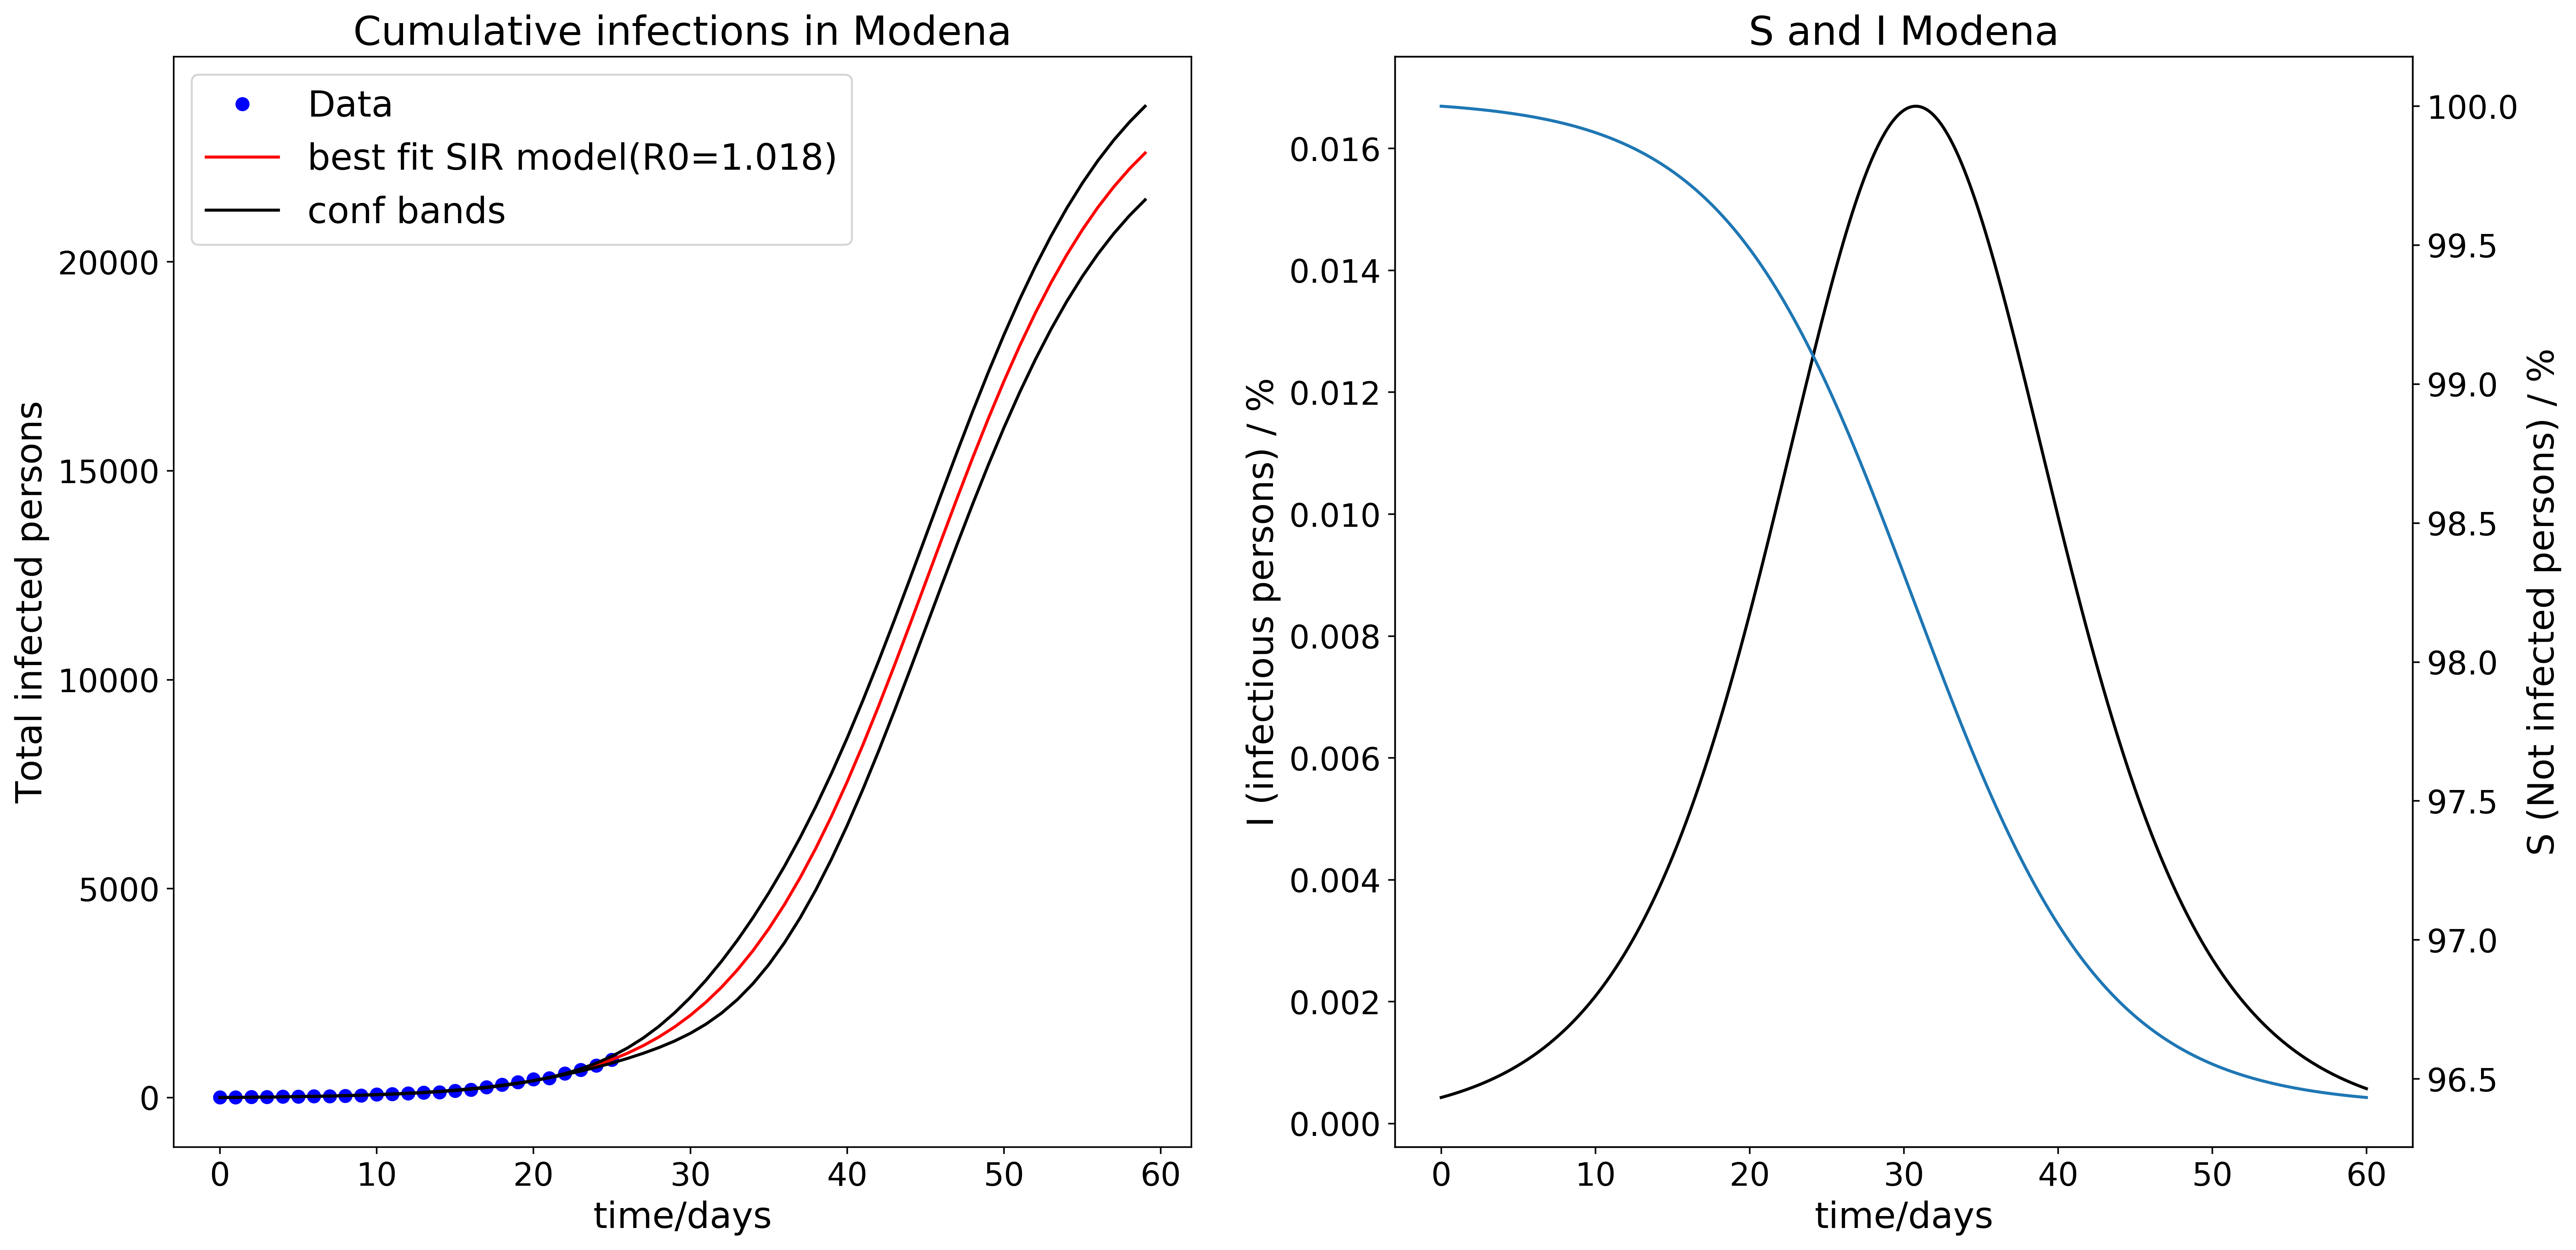 Cumulative infections in Modena
Data
best fit SIR model(R0=1.018)
conf bands
Total infected persons
20000
15000
10000
5000
0
0 10 20 30 40 50 60
time/days
S and I Modena
I (infectious persons) / %
0.016
0.014
0.012
0.010
0.008
0.006
0.004
0.002
0.000
0 10 20 30 40 50 60
time/days
100.0
99.5
99.0
98.5
98.0
97.5
97.0
96.5
S (Not infected persons) / %